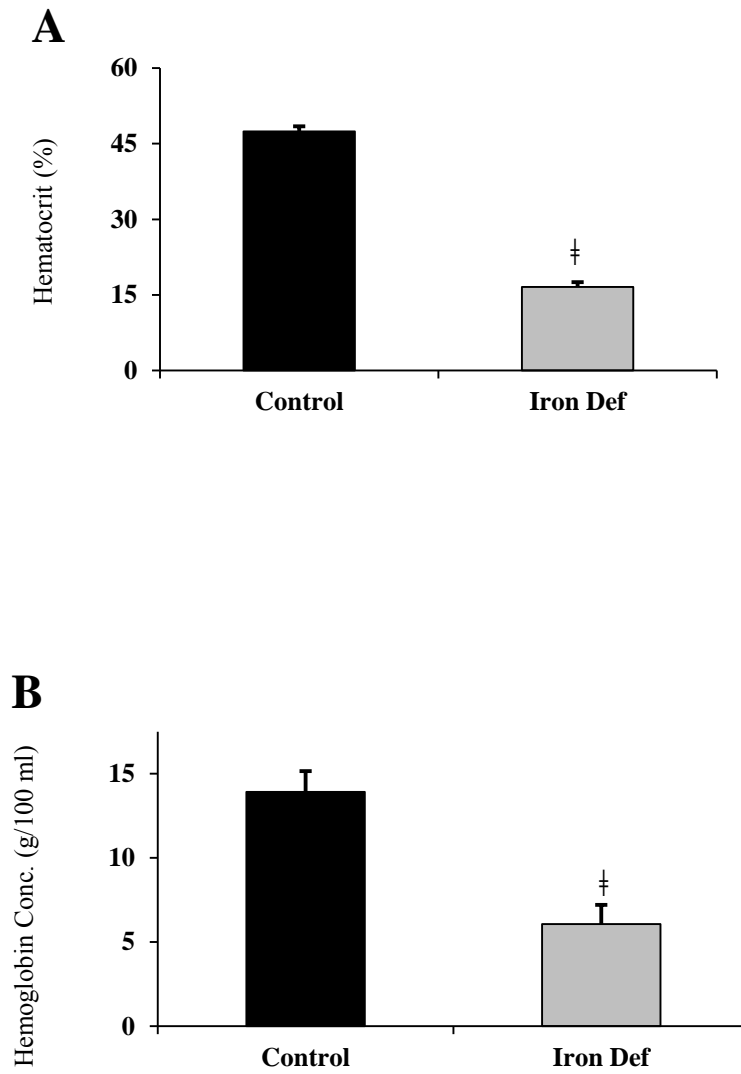 A
Hematocrit (%)
60
45
30
15
0
ǂ
Control
Iron Def
B
Hemoglobin Conc. (g/100 ml)
15
10
5
0
ǂ
Control
Iron Def